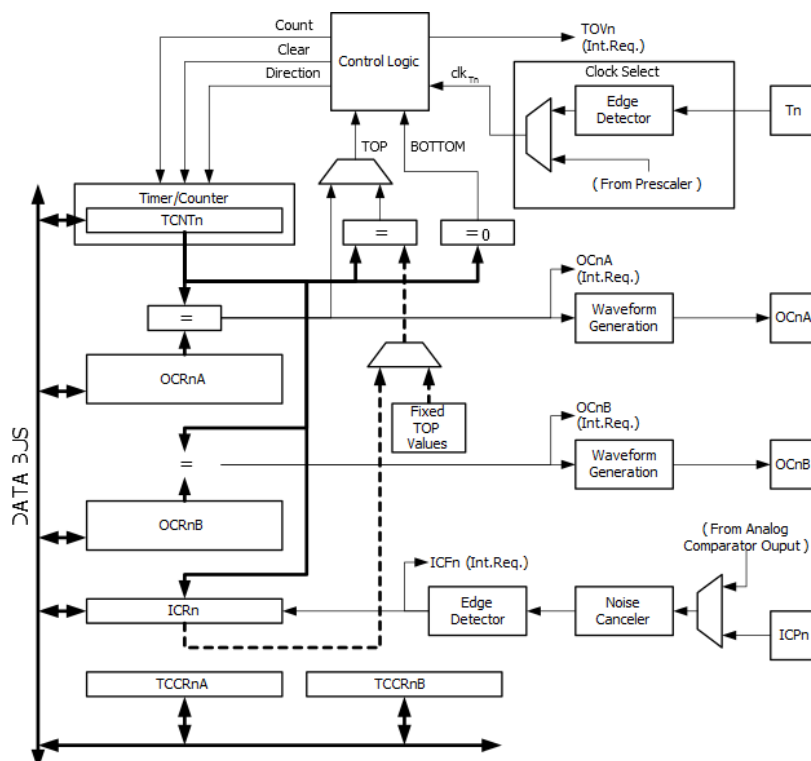 Count
Clear
Direction
Control Logic
TOVn
(Int.Req.)
clkTn
Clock Select
Edge
Detector
Tn
( From Prescaler )
TOP
BOTTOM
Timer/Counter
TCNTn
=
= 0
=
OCRnA
OCnA
(Int.Req.)
Waveform
Generation
OCnA
Fixed
TOP
Values
=
OCRnB
OCnB
(Int.Req.)
Waveform
Generation
OCnB
DATA BUS
( From Analog
Comparator Ouput )
ICFn (Int.Req.)
ICRn
Edge
Detector
Noise
Canceler
ICPn
TCCRnA
TCCRnB